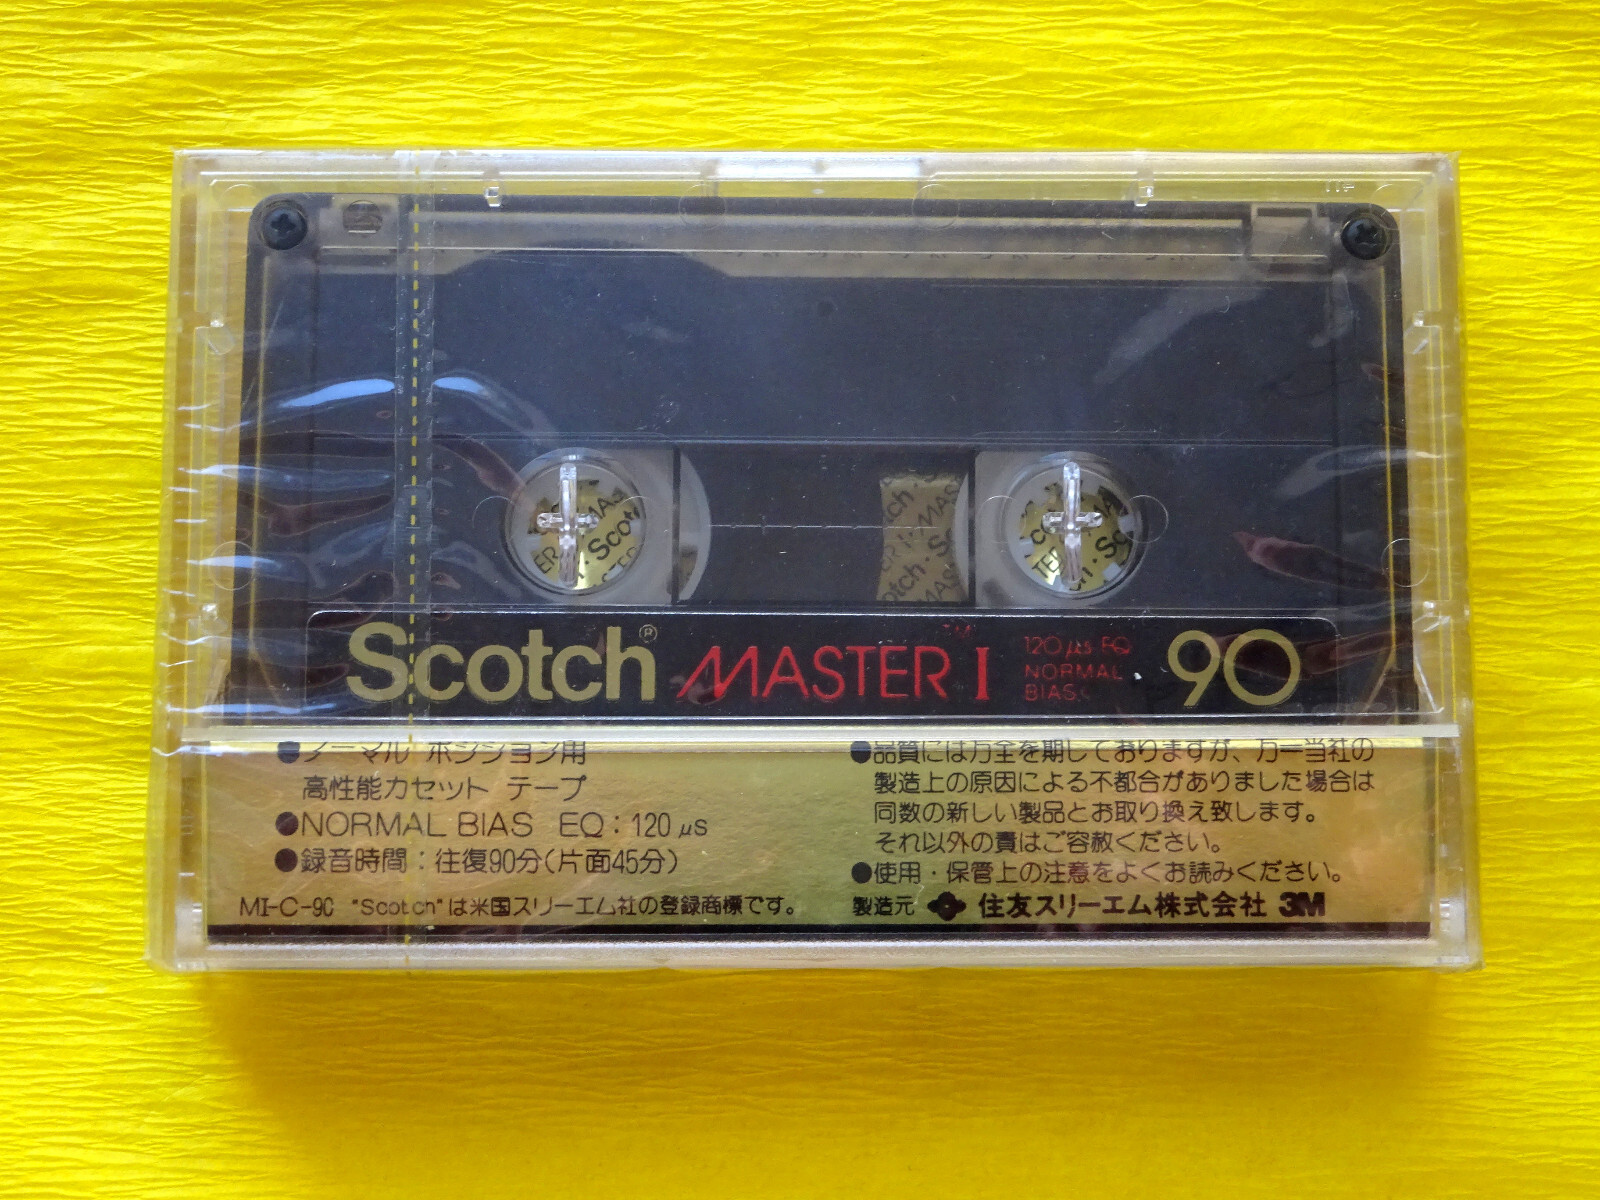 Scotch® MASTER I ™ 120 μs EQ NORMAL BIAS 90
●ノーマル ポジション用
高性能カセット テープ
●NORMAL BIAS EQ : 120 μs
●録音時間 : 往復90分(片面45分)
MI-C-90 "Scotch"は米国スリーエム社の登録商標です。
●品質には万全を期しておりますが、万一当社の
製造上の原因による不都合がありました場合は
同数の新しい製品とお取り換え致します。
それ以外の責はご容赦ください。
●使用・保管上の注意をよくお読みください。
製造元 住友スリーエム株式会社 3M